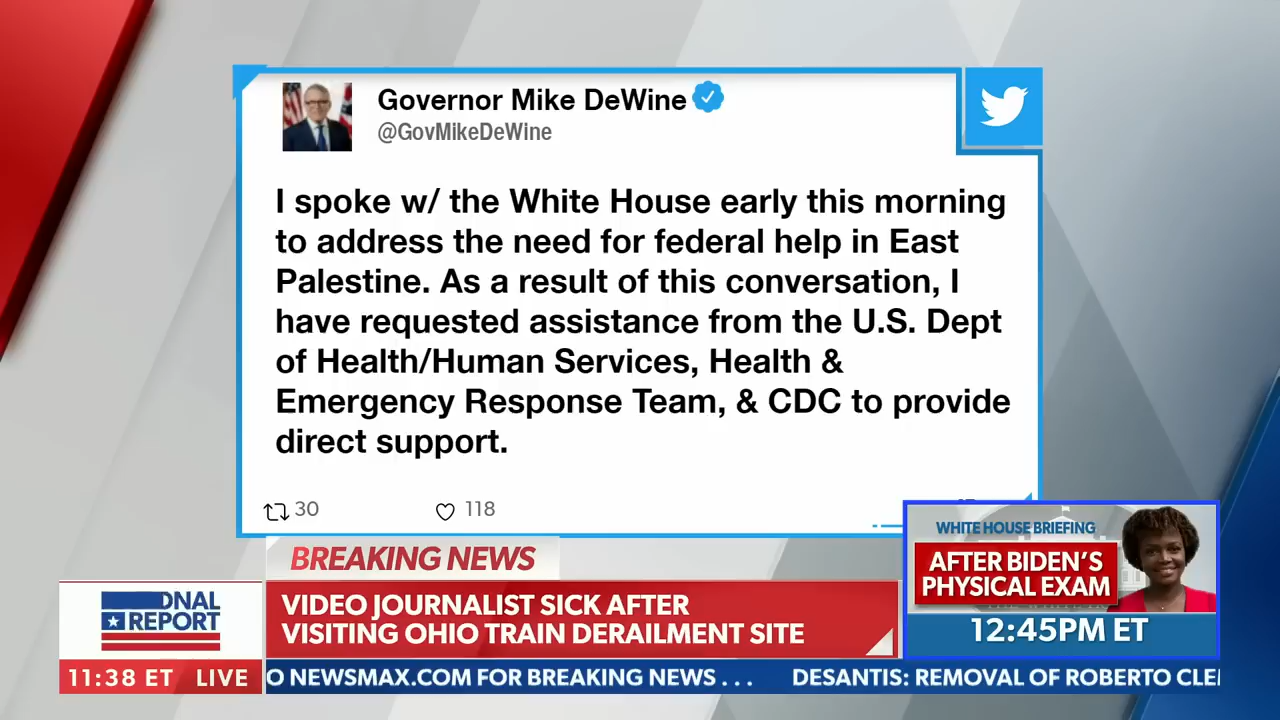 Governor Mike DeWine
@GovMikeDeWine
I spoke w/ the White House early this morning
to address the need for federal help in East
Palestine. As a result of this conversation, I
have requested assistance from the U.S. Dept
of Health/Human Services, Health &
Emergency Response Team, & CDC to provide
direct support.
30
118
WHITE HOUSE BRIEFING
AFTER BIDEN'S
PHYSICAL EXAM
12:45PM ET
BREAKING NEWS
VIDEO JOURNALIST SICK AFTER
VISITING OHIO TRAIN DERAILMENT SITE
REPORT
11:38 ET LIVE
O NEWSMAX.COM FOR BREAKING NEWS . . . DESANTIS: REMOVAL OF ROBERTO